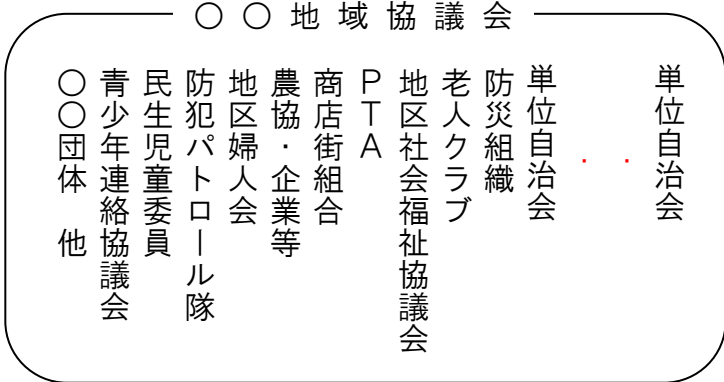 ○○地域協議会
単位自治会
・・
単位自治会
防災組織
老人クラブ
地区社会福祉協議会
PTA
商店街組合
農協・企業等
地区婦人会
防犯パトロール隊
民生児童委員
青少年連絡協議会
○○団体　他